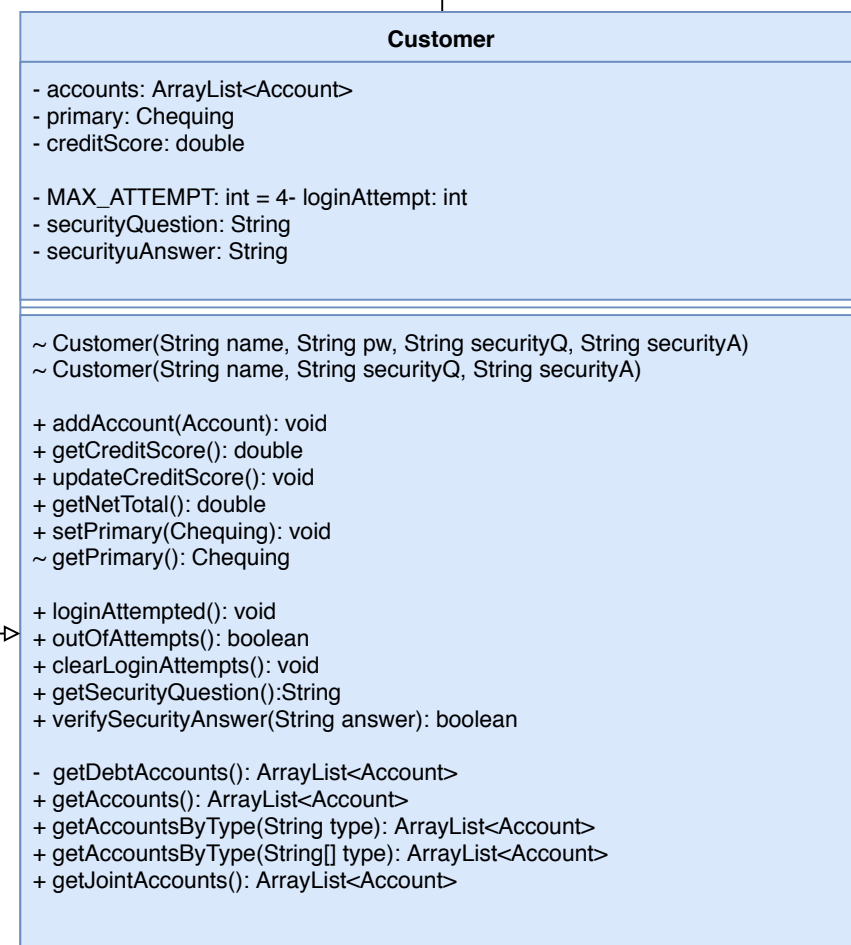 Customer
- accounts: ArrayList<Account>
- primary: Chequing
- creditScore: double
- MAX_ATTEMPT: int = 4- loginAttempt: int
- securityQuestion: String
- securityuAnswer: String
~ Customer(String name, String pw, String securityQ, String securityA)
~ Customer(String name, String securityQ, String securityA)
+ addAccount(Account): void
+ getCreditScore(): double
+ updateCreditScore(): void
+ getNetTotal(): double
+ setPrimary(Chequing): void
~ getPrimary(): Chequing
+ loginAttempted(): void
+ outOfAttempts(): boolean
+ clearLoginAttempts(): void
+ getSecurityQuestion():String
+ verifySecurityAnswer(String answer): boolean
- getDebtAccounts(): ArrayList<Account>
+ getAccounts(): ArrayList<Account>
+ getAccountsByType(String type): ArrayList<Account>
+ getAccountsByType(String[] type): ArrayList<Account>
+ getJointAccounts(): ArrayList<Account>